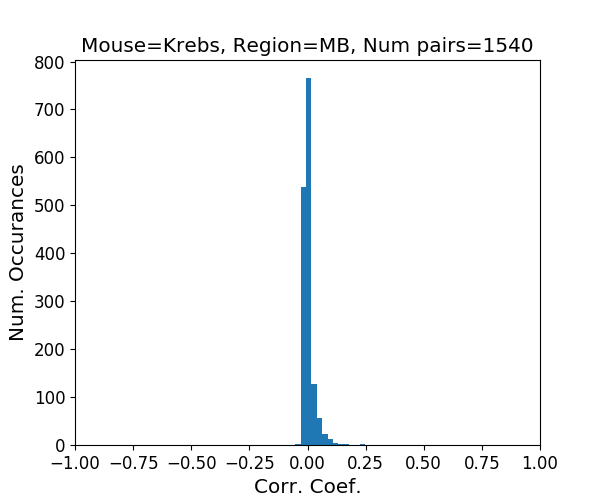 Mouse=Krebs, Region=MB, Num pairs=1540
800
700
600
500
400
300
200
100
0
Num. Occurances
−1.00 −0.75 −0.50 −0.25 0.00 0.25 0.50 0.75 1.00
Corr. Coef.